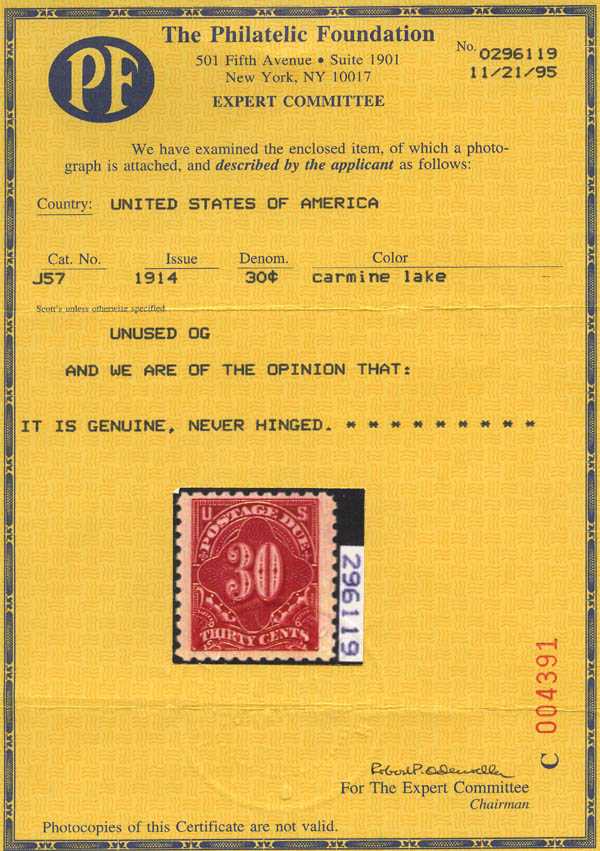 PF
The Philatelic Foundation
501 Fifth Avenue • Suite 1901
New York, NY 10017
EXPERT COMMITTEE
No. 0296119
11/21/95
We have examined the enclosed item, of which a photo-
graph is attached, and described by the applicant as follows:
Country: UNITED STATES OF AMERICA
Cat. No. Issue Denom. Color
J57 1914 30¢ carmine lake
Scott's unless otherwise specified.
UNUSED OG
AND WE ARE OF THE OPINION THAT:
IT IS GENUINE, NEVER HINGED. * * * * * * * * *
U S
POSTAGE DUE
30
THIRTY CENTS
296119
C 004391
For The Expert Committee
Chairman
Photocopies of this Certificate are not valid.